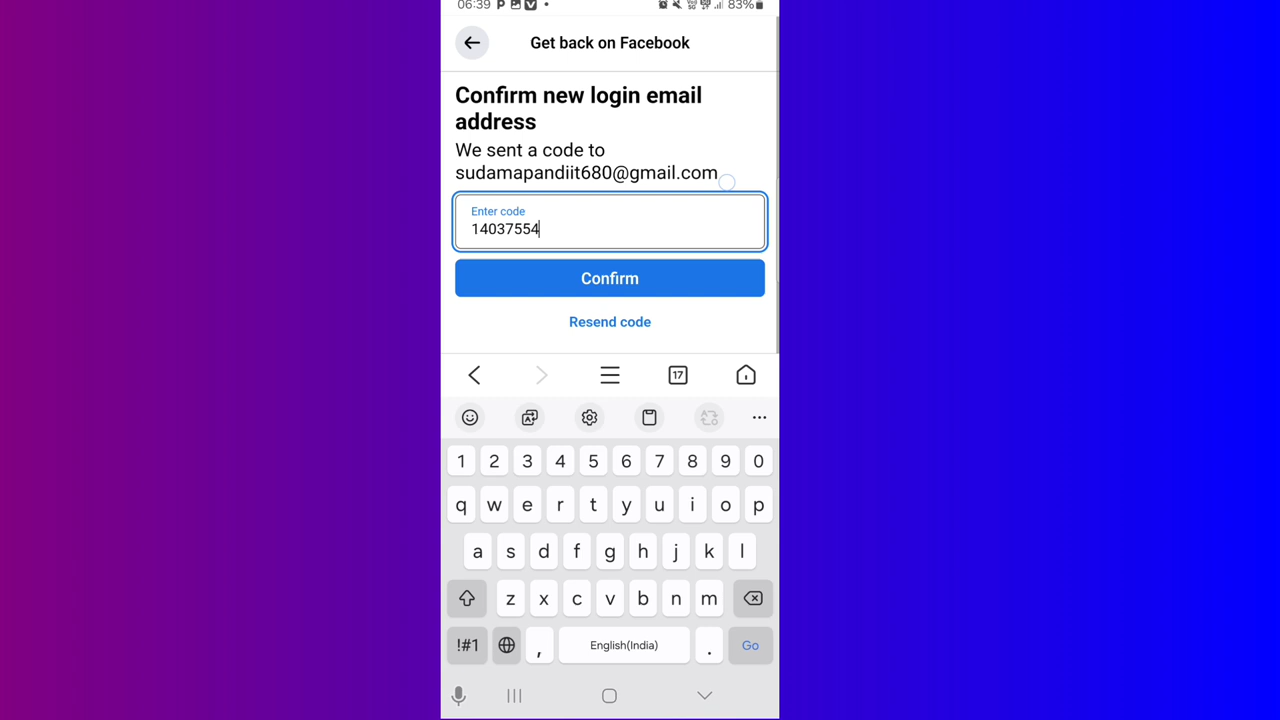 06:39 83%
Get back on Facebook
Confirm new login email
address
We sent a code to
sudamapandiit680@gmail.com
Enter code
14037554
Confirm
Resend code
17
1 2 3 4 5 6 7 8 9 0
q w e r t y u i o p
a s d f g h j k l
z x c v b n m
!#1 , English(India) . Go